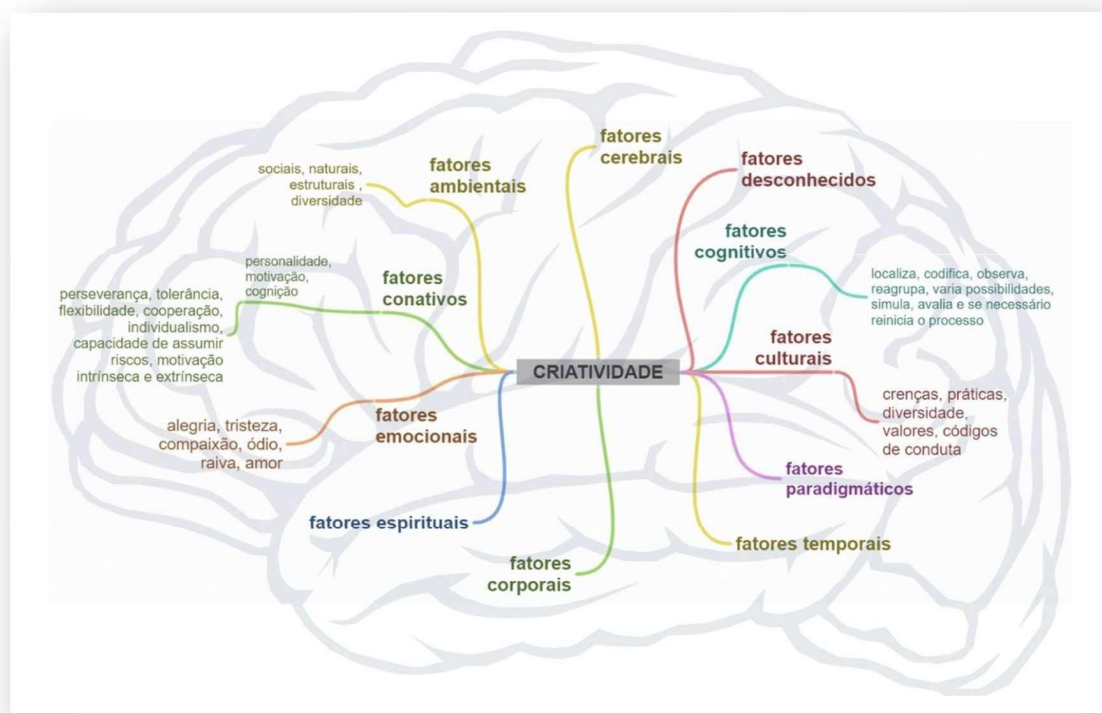 fatores
cerebrais
fatores
desconhecidos
fatores
ambientais
sociais, naturais,
estruturais ,
diversidade
fatores
cognitivos
localiza, codifica, observa,
reagrupa, varia possibilidades,
simula, avalia e se necessário
reinicia o processo
fatores
conativos
personalidade,
motivação,
cognição
perseverança, tolerância,
flexibilidade, cooperação,
individualismo,
capacidade de assumir
riscos, motivação
intrínseca e extrínseca
CRIATIVIDADE
fatores
culturais
crenças, práticas,
diversidade,
valores, códigos
de conduta
fatores
emocionais
alegria, tristeza,
compaixão, ódio,
raiva, amor
fatores
paradigmáticos
fatores espirituais
fatores temporais
fatores
corporais